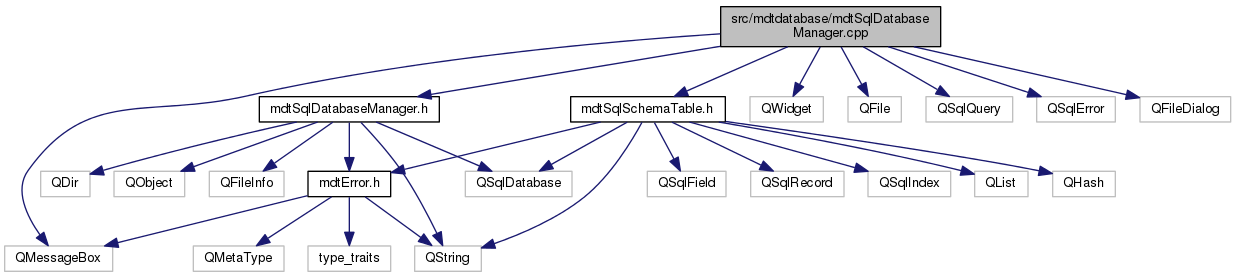 src/mdtdatabase/mdtSqlDatabase
Manager.cpp
mdtSqlDatabaseManager.h
mdtSqlSchemaTable.h
QWidget
QFile
QSqlQuery
QSqlError
QFileDialog
QDir
QObject
QFileInfo
mdtError.h
QSqlDatabase
QSqlField
QSqlRecord
QSqlIndex
QList
QHash
QMessageBox
QMetaType
type_traits
QString